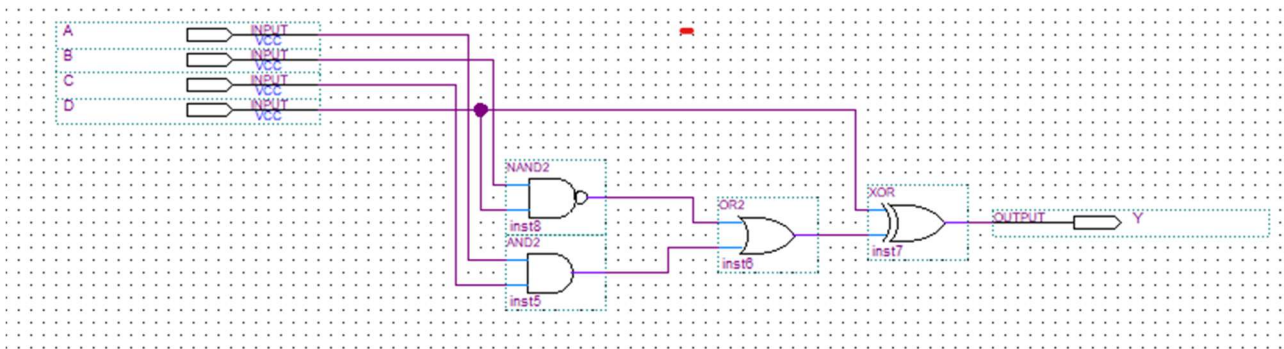 A
INPUT
VCC
B
INPUT
VCC
C
INPUT
VCC
D
INPUT
VCC
NAND2
inst8
AND2
inst5
OR2
inst6
XOR
inst7
OUTPUT
Y